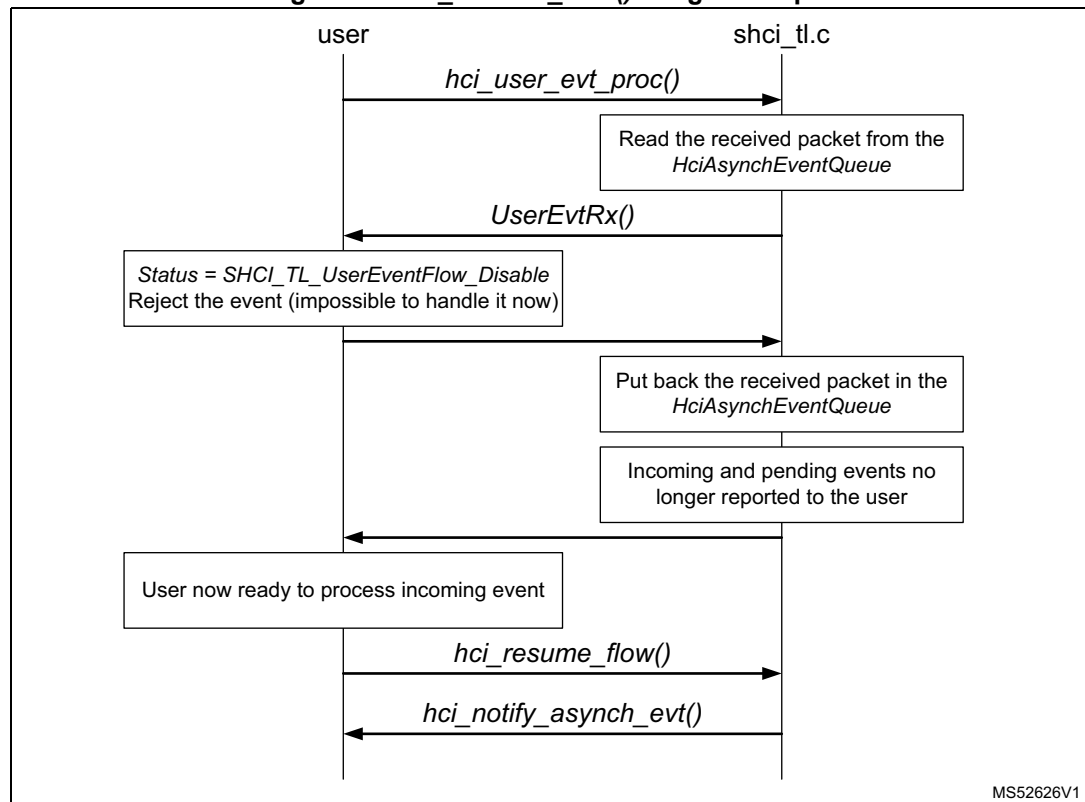 user
shci_tl.c
hci_user_evt_proc()
Read the received packet from the
HciAsynchEventQueue
UserEvtRx()
Status = SHCI_TL_UserEventFlow_Disable
Reject the event (impossible to handle it now)
Put back the received packet in the
HciAsynchEventQueue
Incoming and pending events no
longer reported to the user
User now ready to process incoming event
hci_resume_flow()
hci_notify_asynch_evt()
MS52626V1